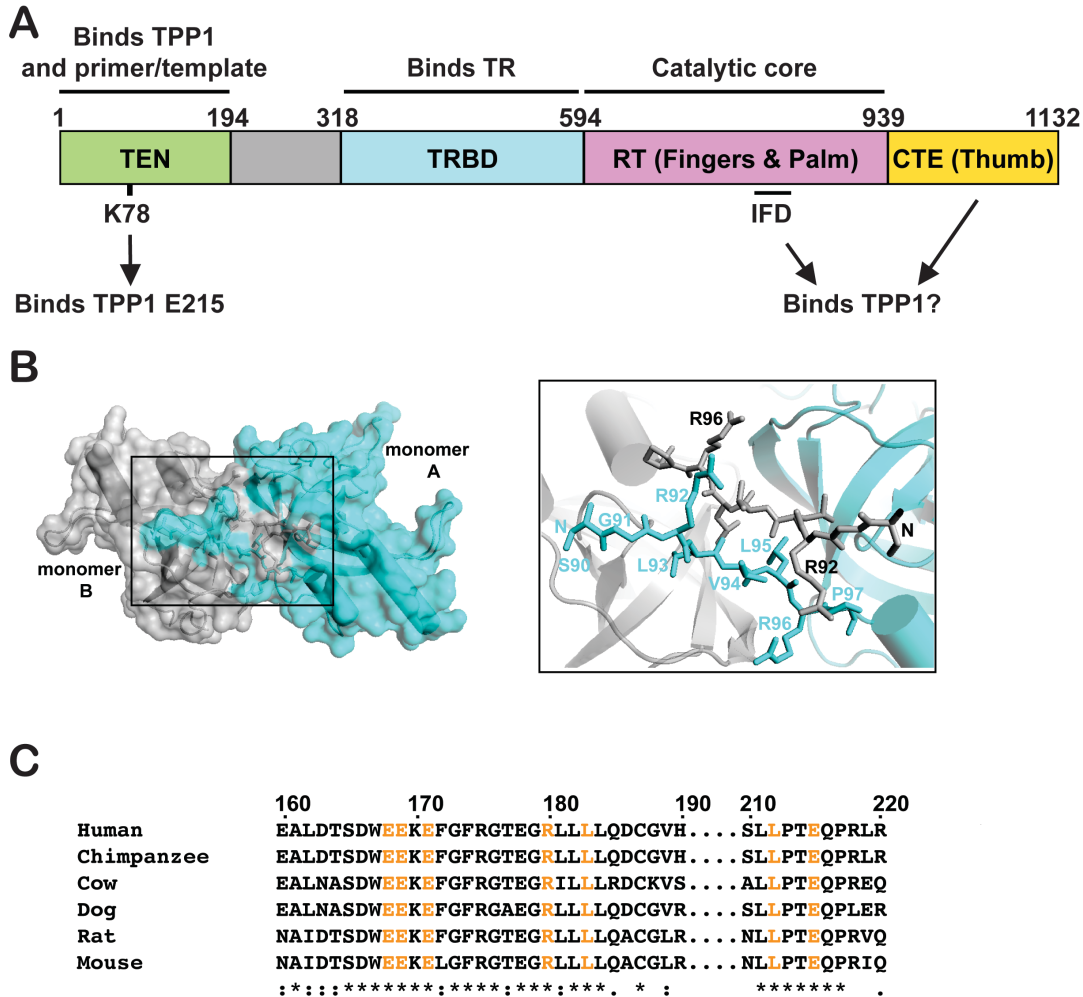 A
Binds TPP1
and primer/template
Binds TR
Catalytic core
1 194 318 594 939 1132
TEN TRBD RT (Fingers & Palm) CTE (Thumb)
K78 IFD
Binds TPP1 E215 Binds TPP1?
B
monomer
A
monomer
B
R96
R92
N G91 N
L95
S90 L93 R92
V94 P97
R96
C
160 170 180 190 210 220
Human EALDTSDWEEKEFGFRGTEGRLLLLQDCGVH....SLLPTEQPRLR
Chimpanzee EALDTSDWEEKEFGFRGTEGRLLLLQDCGVH....SLLPTEQPRLR
Cow EALNASDWEEKEFGFRGTEGRILLLRDCKVS....ALLPTEQPREQ
Dog EALNASDWEEKEFGFRGAEGRLLLLQDCGVR....SLLPTEQPLER
Rat NAIDTSDWEEKEFGFRGTEGRLLLLQACGLR....NLLPTEQPRVQ
Mouse NAIDTSDWEEKELGFRGTEGRLLLLQACGLR....NLLPTEQPRIQ
:*:::*******:****:***:***. * : ******* .